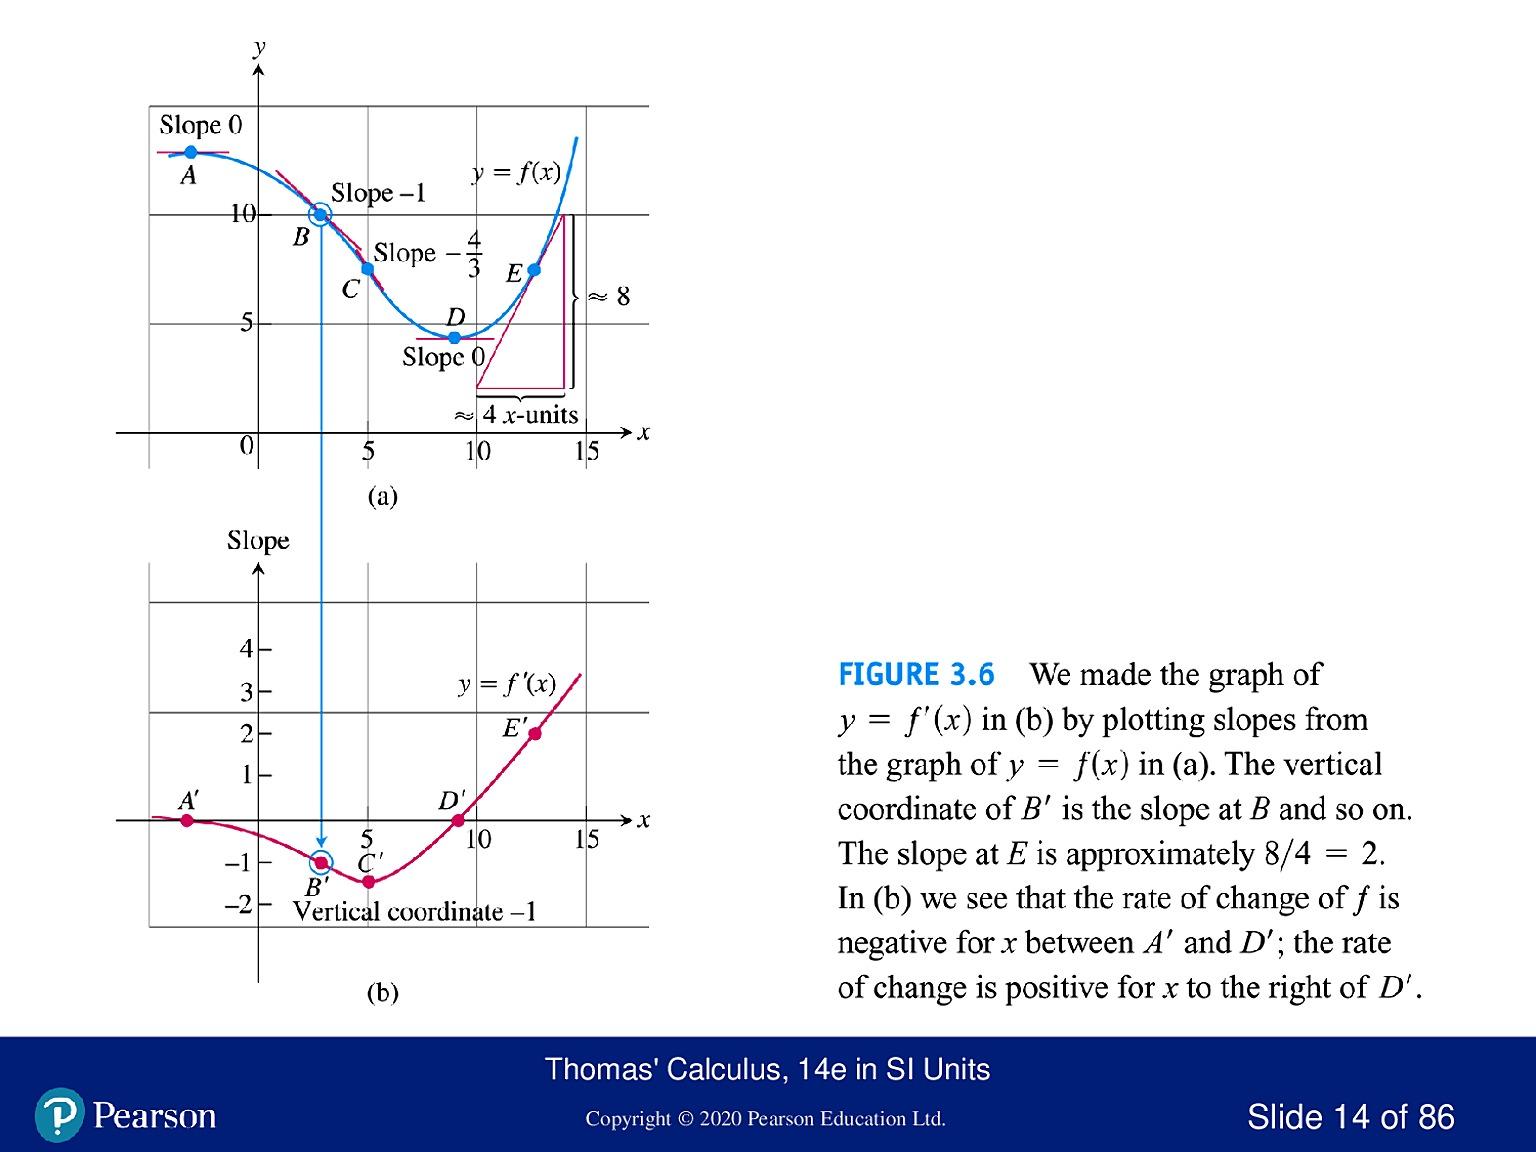 y
Slope 0
A
y = f(x)
Slope –1
10
B
Slope –4/3
C
E
≈ 8
5
D
Slope 0
≈ 4 x-units
0
5
10
15
x
(a)
Slope
4
3
y = f′(x)
2
E′
1
A′
D′
x
5
10
15
–1
C′
B′
–2
Vertical coordinate –1
(b)
FIGURE 3.6 We made the graph of
y = f′(x) in (b) by plotting slopes from
the graph of y = f(x) in (a). The vertical
coordinate of B′ is the slope at B and so on.
The slope at E is approximately 8/4 = 2.
In (b) we see that the rate of change of f is
negative for x between A′ and D′; the rate
of change is positive for x to the right of D′.
Thomas' Calculus, 14e in SI Units
P Pearson
Copyright © 2020 Pearson Education Ltd.
Slide 14 of 86